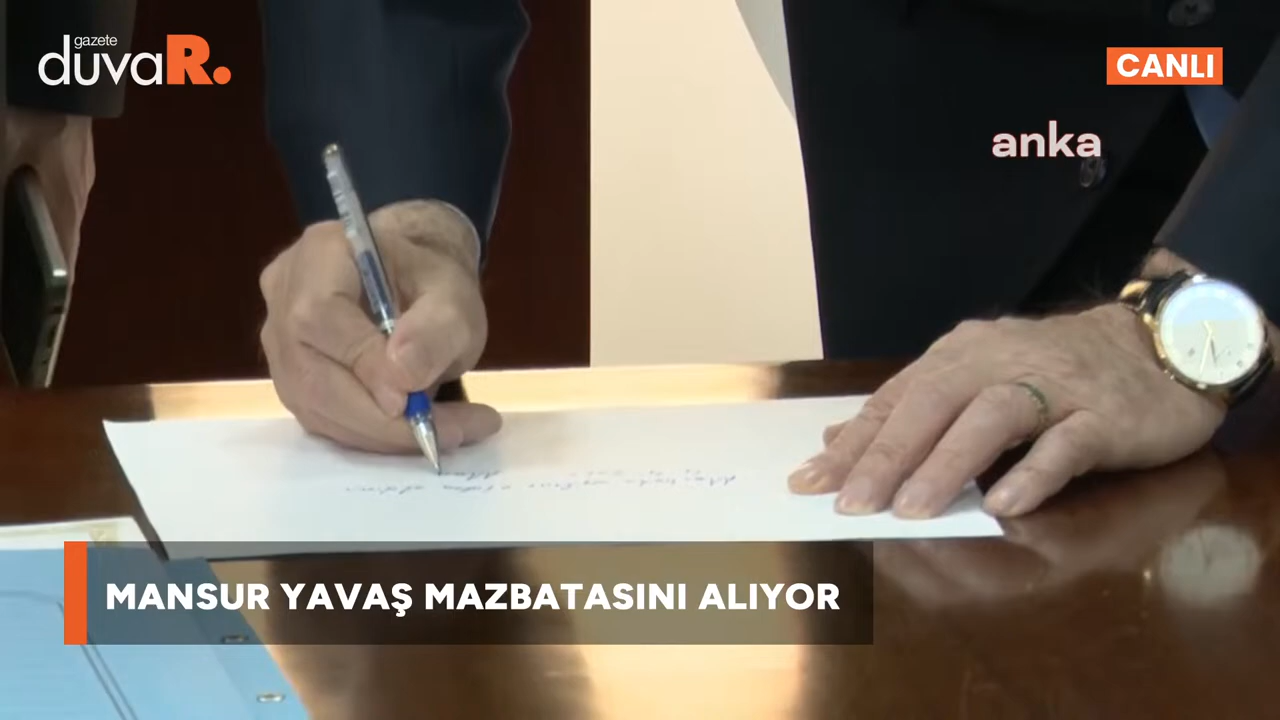 gazete
duvaR.
CANLI
anka
MANSUR YAVAŞ MAZBATASINI ALIYOR